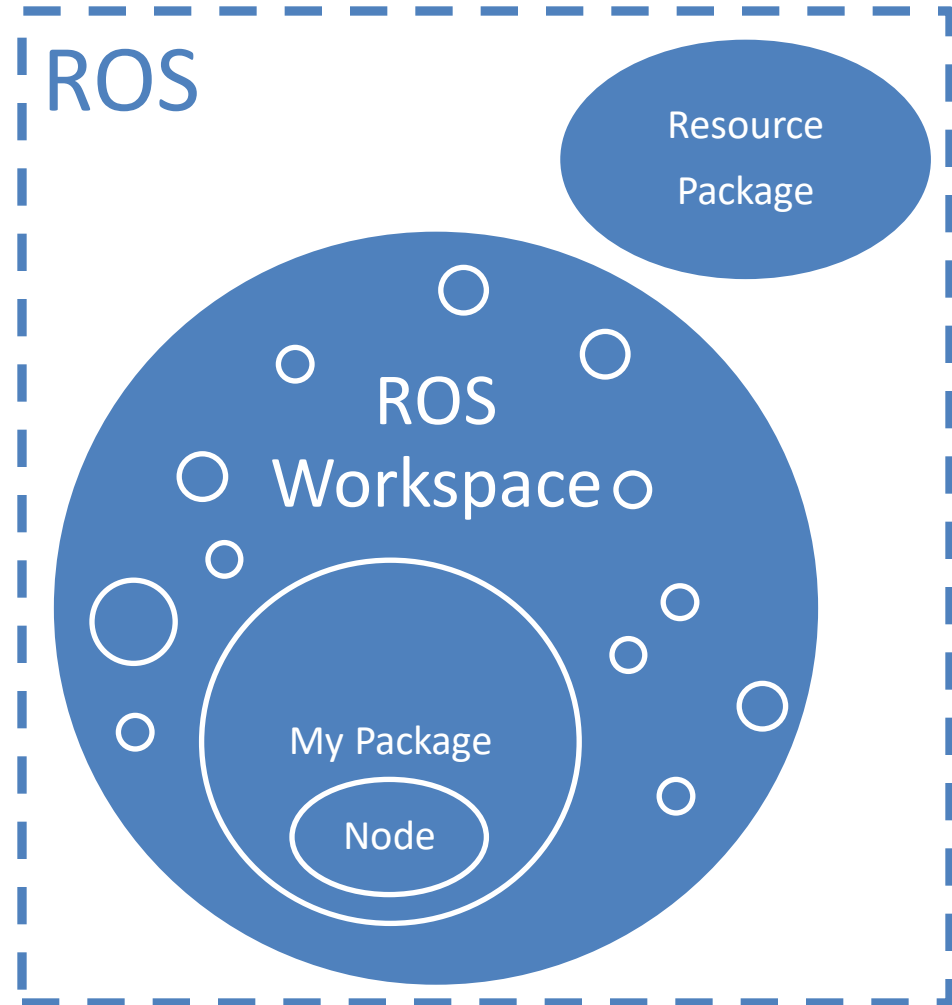 ROS
Resource
Package
ROS
Workspace
My Package
Node